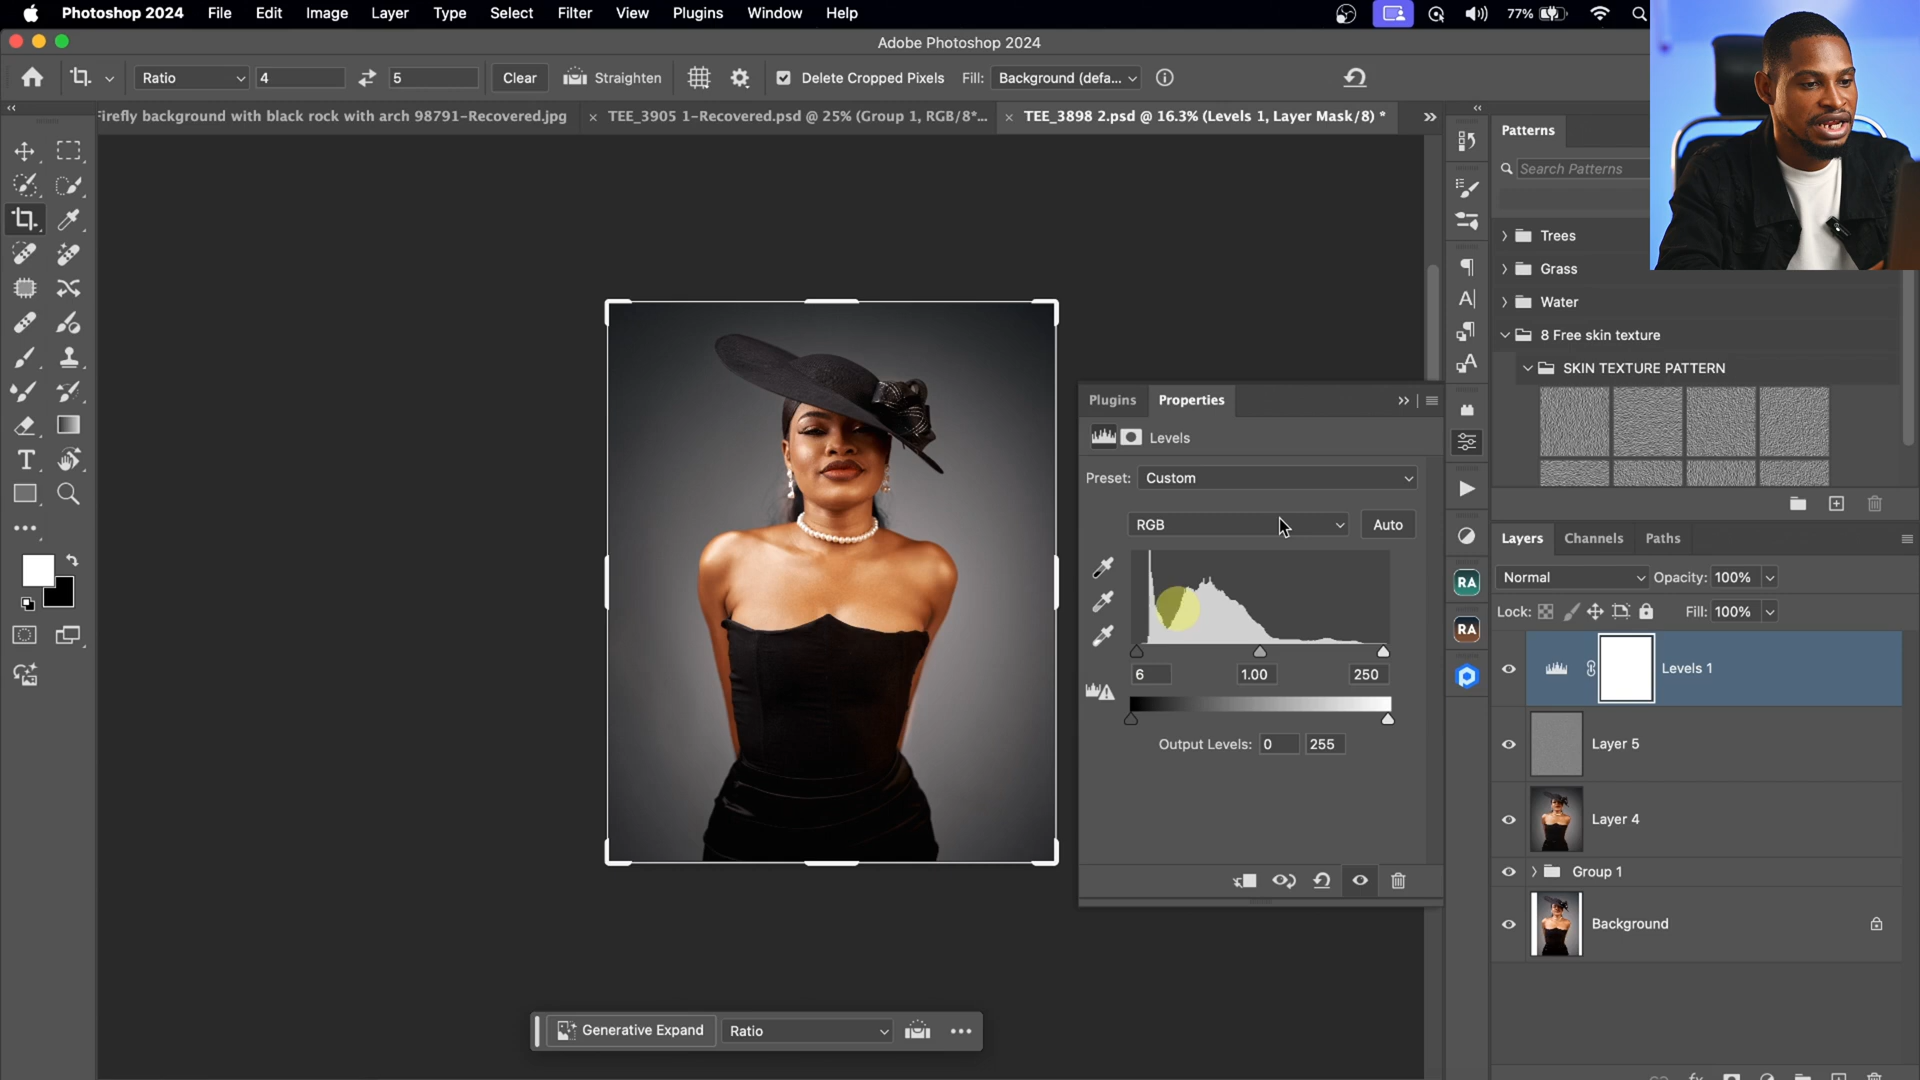 Photoshop 2024 File Edit Image Layer Type Select Filter View Plugins Window Help 77%
Adobe Photoshop 2024
Ratio 4 5 Clear Straighten Delete Cropped Pixels Fill: Background (defa...
Firefly background with black rock with arch 98791-Recovered.jpg
TEE_3905 1-Recovered.psd @ 25% (Group 1, RGB/8*...
TEE_3898 2.psd @ 16.3% (Levels 1, Layer Mask/8) *
Patterns
Search Patterns
Trees
Grass
Water
8 Free skin texture
SKIN TEXTURE PATTERN
Plugins Properties
Levels
Preset: Custom
RGB Auto
6 1.00 250
Output Levels: 0 255
Layers Channels Paths
Normal Opacity: 100%
Lock: Fill: 100%
RA
RA
Levels 1
Layer 5
Layer 4
Group 1
Background
Generative Expand Ratio